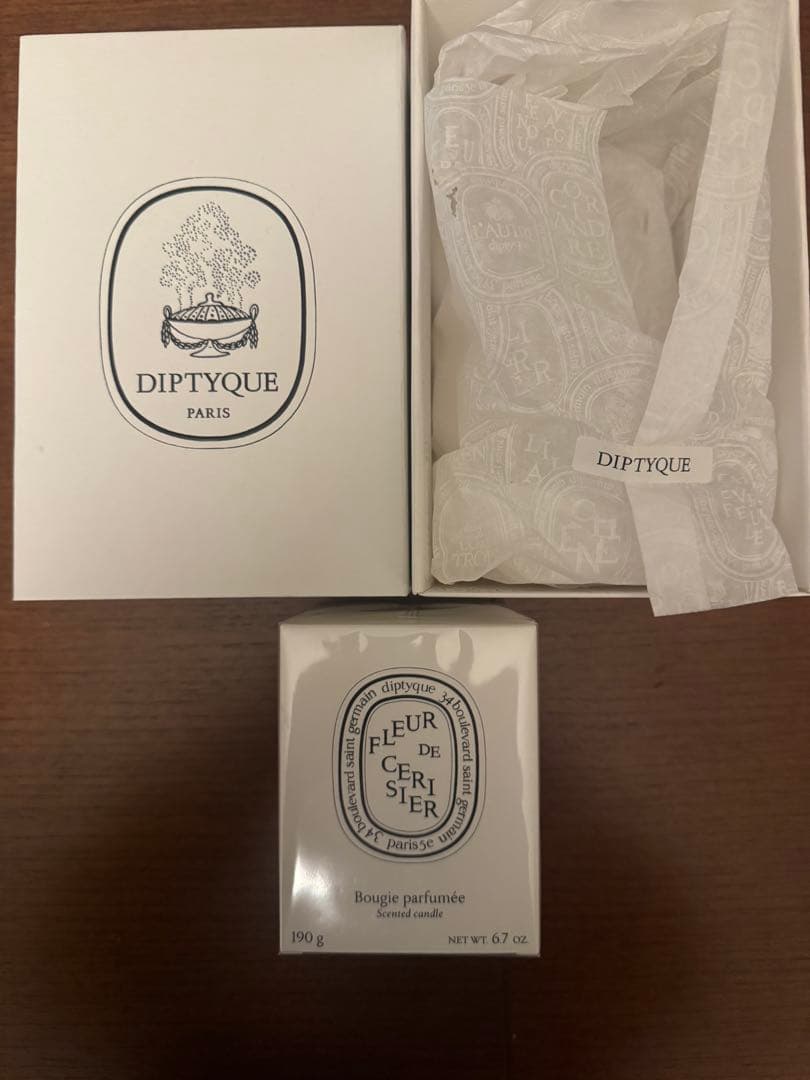 DIPTYQUE
PARIS
DIPTYQUE
diptyque 34 boulevard saint germain paris5e 34 boulevard saint germain
FLEUR
DE
CERI
SIER
Bougie parfumée
Scented candle
190 g
NET WT. 6.7 OZ.